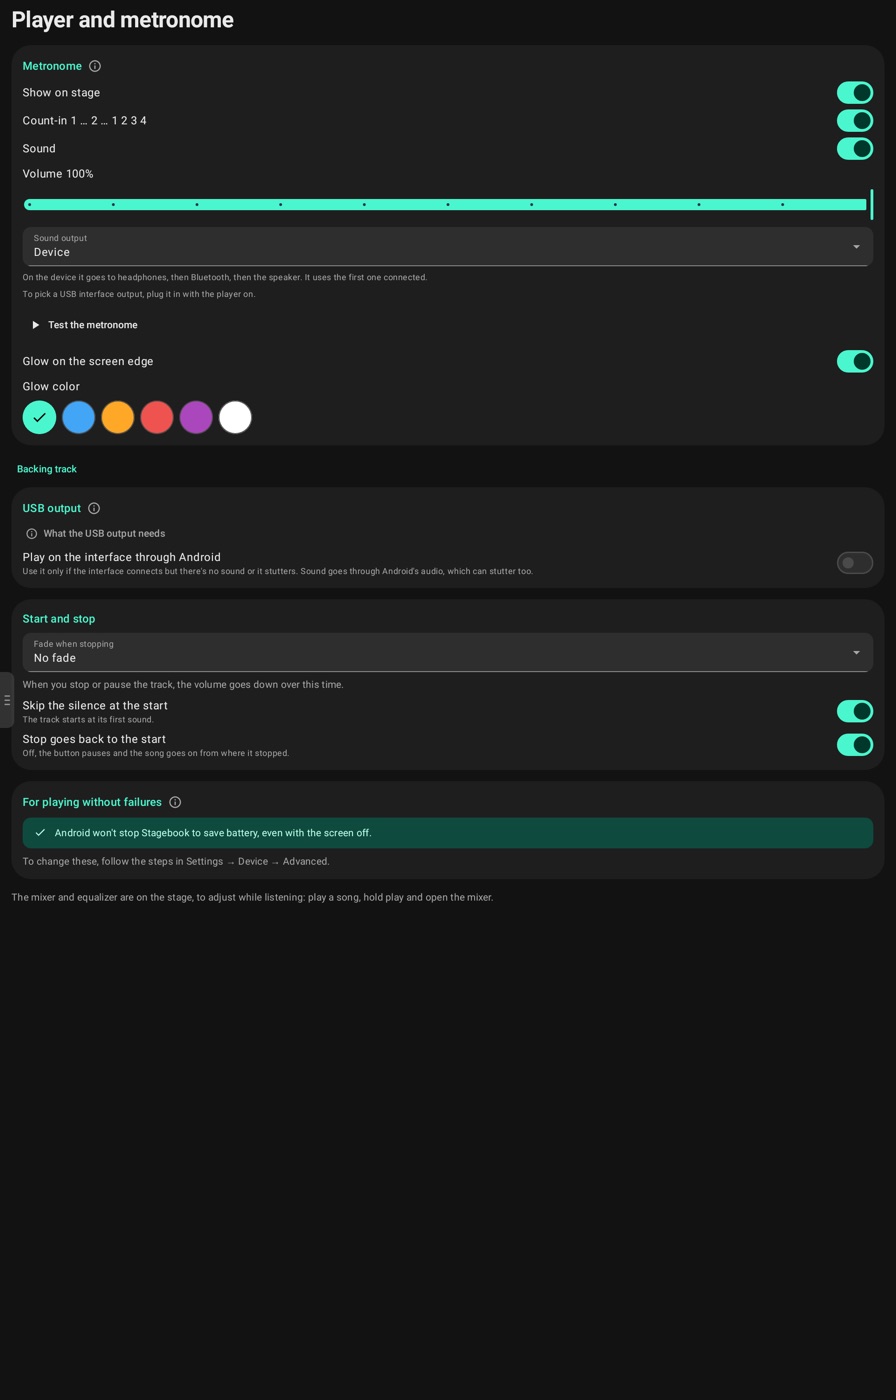 Player and metronome
Metronome
Show on stage
Count-in 1 … 2 … 1 2 3 4
Sound
Volume 100%
Sound output
Device
On the device it goes to headphones, then Bluetooth, then the speaker. It uses the first one connected.
To pick a USB interface output, plug it in with the player on.
Test the metronome
Glow on the screen edge
Glow color
Backing track
USB output
What the USB output needs
Play on the interface through Android
Use it only if the interface connects but there's no sound or it stutters. Sound goes through Android's audio, which can stutter too.
Start and stop
Fade when stopping
No fade
When you stop or pause the track, the volume goes down over this time.
Skip the silence at the start
The track starts at its first sound.
Stop goes back to the start
Off, the button pauses and the song goes on from where it stopped.
For playing without failures
Android won't stop Stagebook to save battery, even with the screen off.
To change these, follow the steps in Settings → Device → Advanced.
The mixer and equalizer are on the stage, to adjust while listening: play a song, hold play and open the mixer.